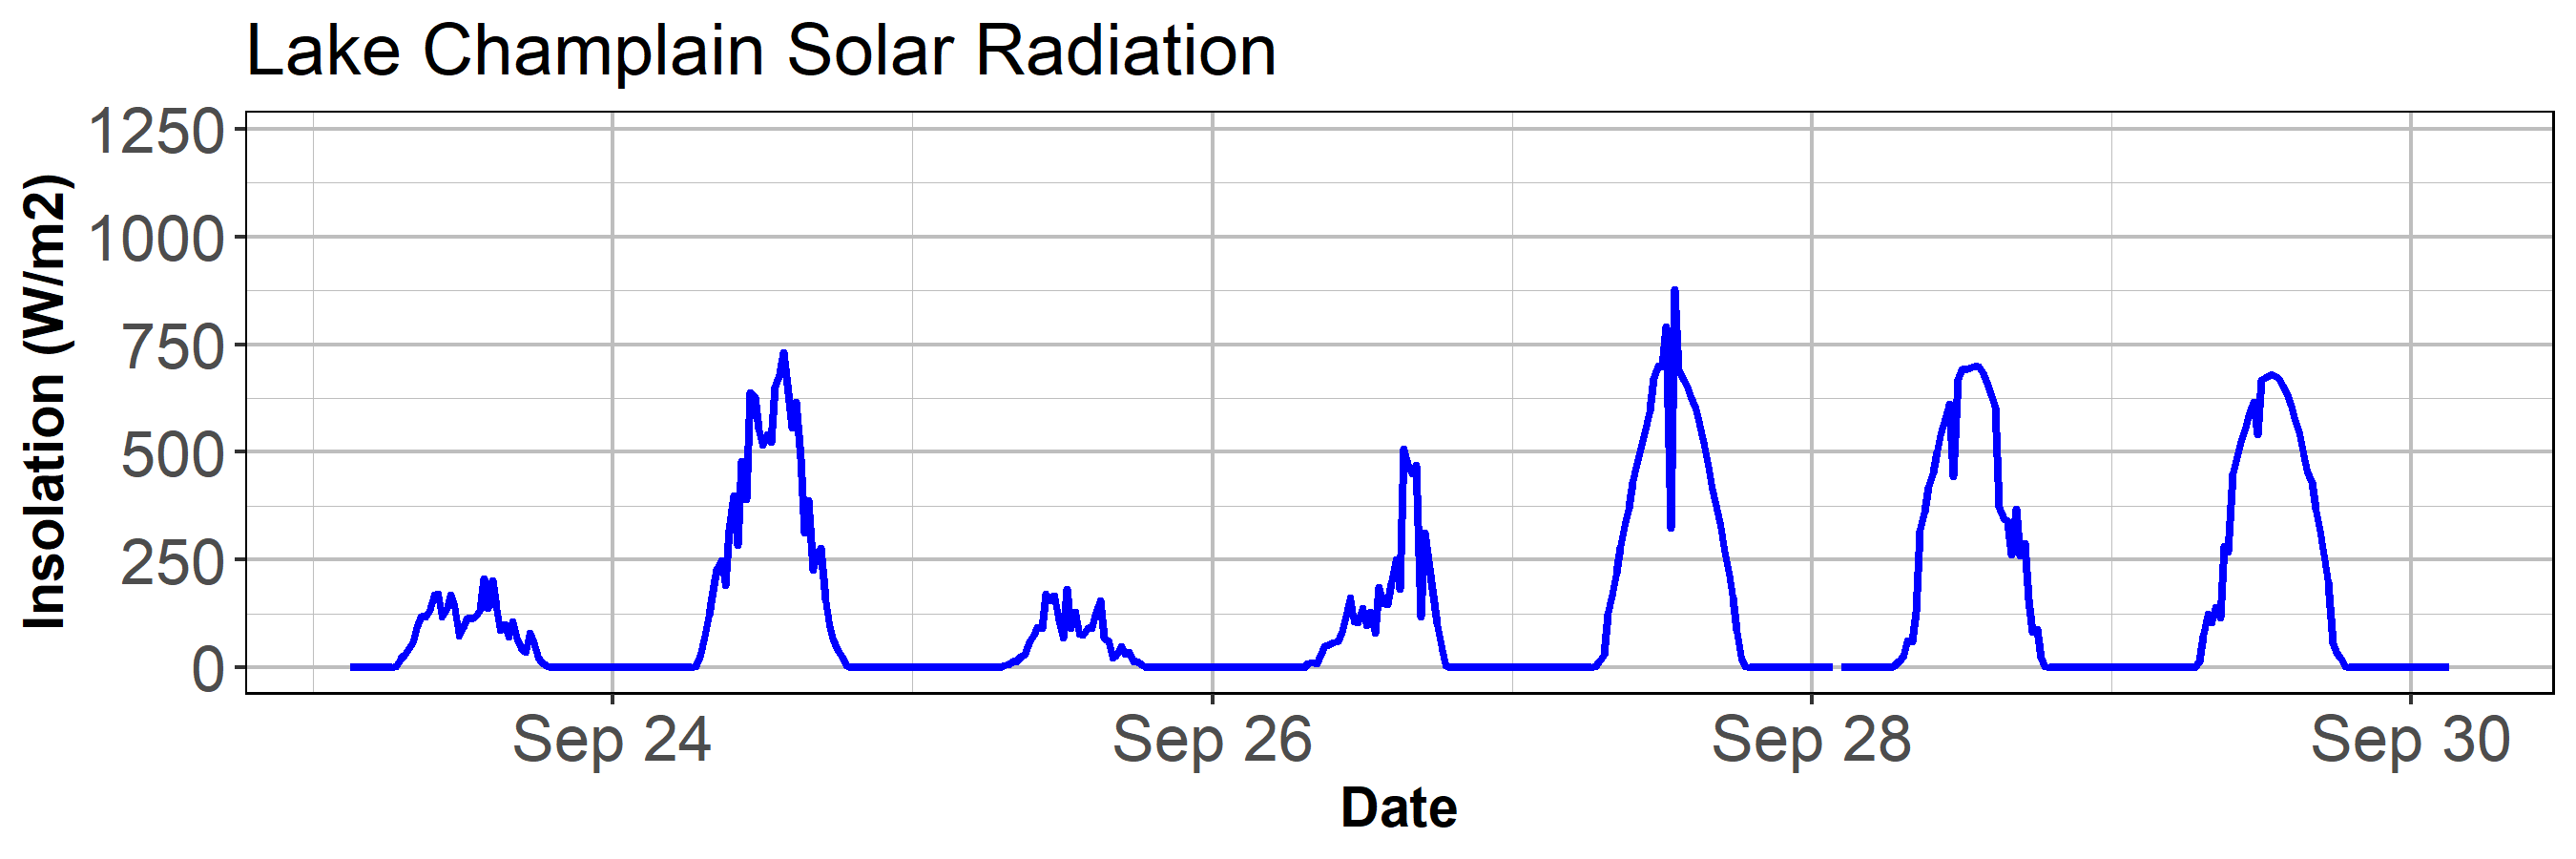 Lake Champlain Solar Radiation
Insolation (W/m2)
1250
1000
750
500
250
0
Sep 24
Sep 26
Sep 28
Sep 30
Date